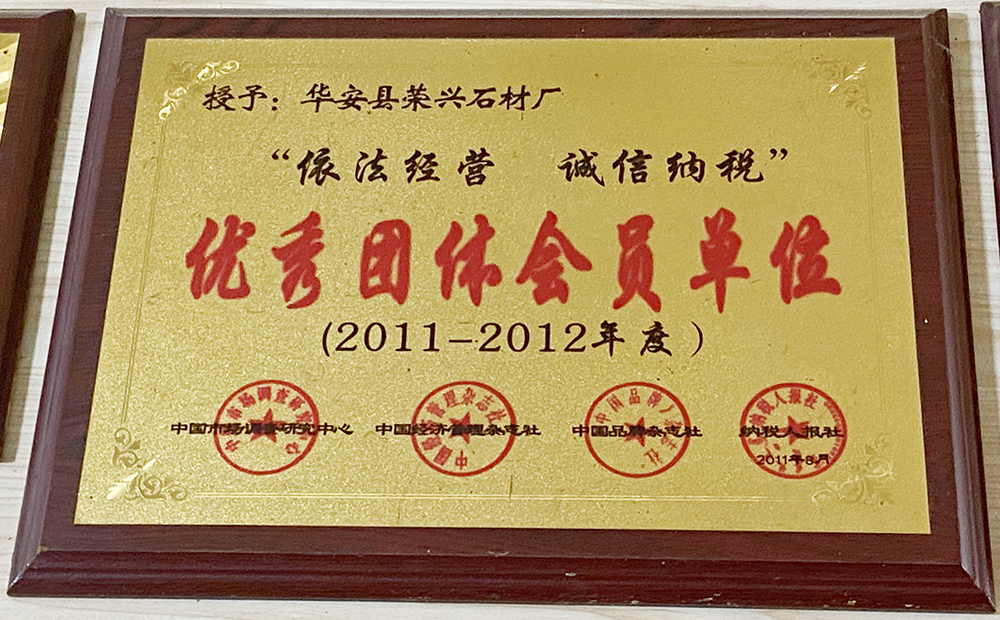 授予：华安县荣兴石材厂
“依法经营 诚信纳税”
优秀团体会员单位
(2011-2012年度)
中国市场调查研究中心 中国经济管理杂志社 中国品牌杂志社 纳税人报社
2011年8月